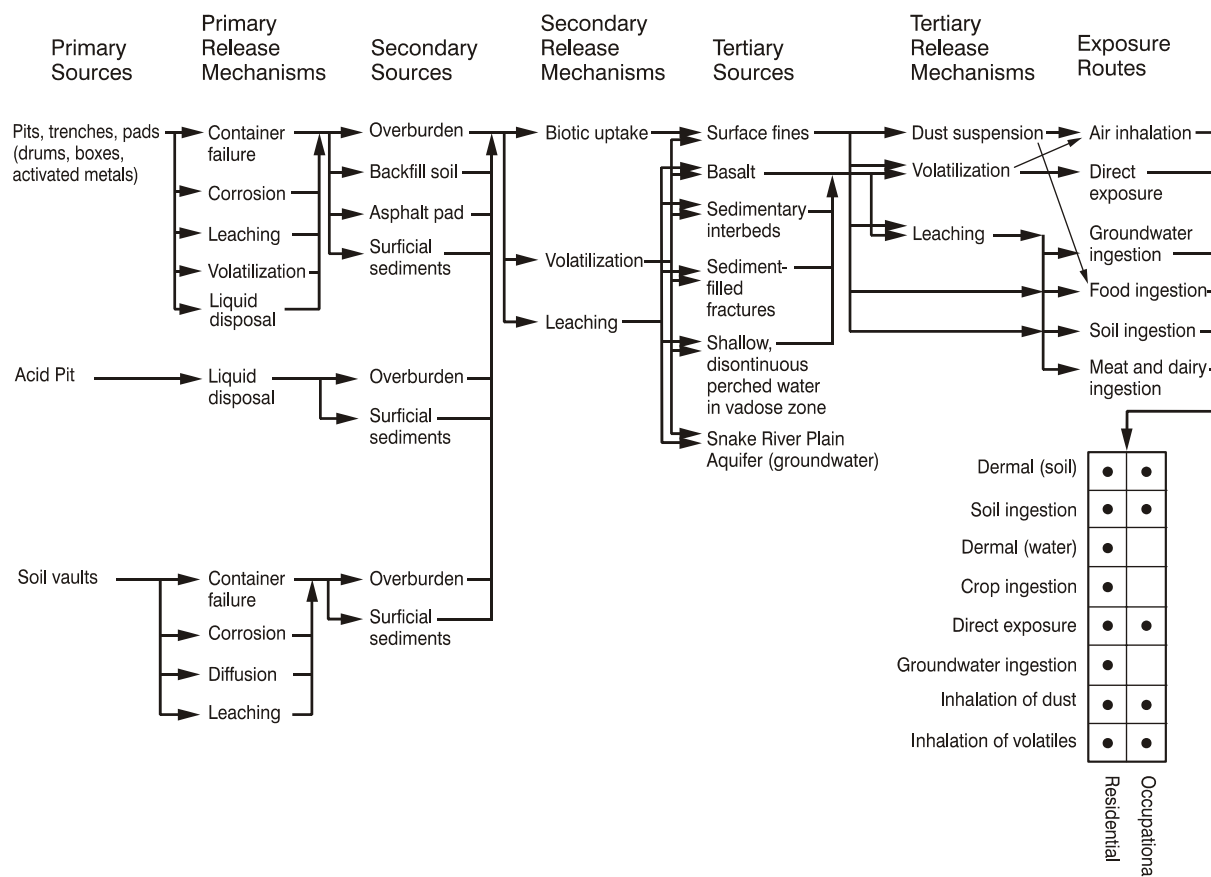 Primary
Sources
Primary
Release
Mechanisms
Secondary
Sources
Secondary
Release
Mechanisms
Tertiary
Sources
Tertiary
Release
Mechanisms
Exposure
Routes
Pits, trenches, pads
(drums, boxes,
activated metals)
Container
failure
Corrosion
Leaching
Volatilization
Liquid
disposal
Overburden
Backfill soil
Asphalt pad
Surficial
sediments
Biotic uptake
Volatilization
Leaching
Surface fines
Basalt
Sedimentary
interbeds
Sediment-
filled
fractures
Shallow,
disontinuous
perched water
in vadose zone
Snake River Plain
Aquifer (groundwater)
Dust suspension
Volatilization
Leaching
Air inhalation
Direct
exposure
Groundwater
ingestion
Food ingestion
Soil ingestion
Meat and dairy
ingestion
Acid Pit
Liquid
disposal
Overburden
Surficial
sediments
Soil vaults
Container
failure
Corrosion
Diffusion
Leaching
Overburden
Surficial
sediments
Dermal (soil)
Soil ingestion
Dermal (water)
Crop ingestion
Direct exposure
Groundwater ingestion
Inhalation of dust
Inhalation of volatiles
Residential
Occupationa